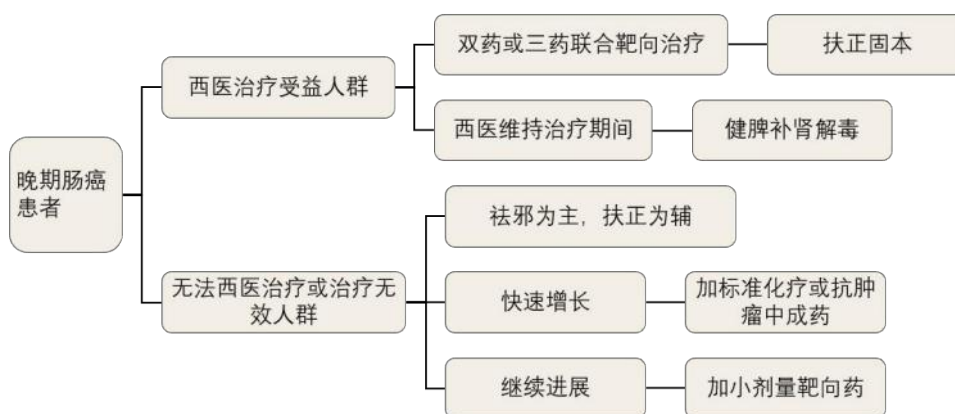 双药或三药联合靶向治疗
扶正固本
西医治疗受益人群
西医维持治疗期间
健脾补肾解毒
晚期肠癌
患者
祛邪为主，扶正为辅
无法西医治疗或治疗无
效人群
快速增长
加标准化疗或抗肿
瘤中成药
继续进展
加小剂量靶向药